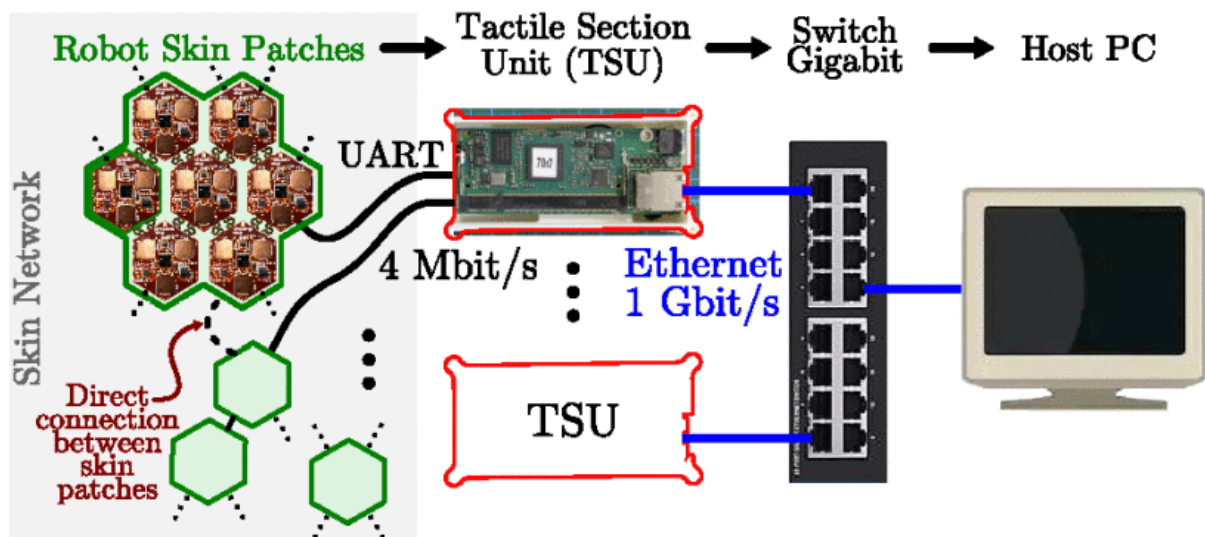 Robot Skin Patches
Tactile Section
Unit (TSU)
Switch
Gigabit
Host PC
Skin Network
UART
4 Mbit/s
Ethernet
1 Gbit/s
Direct
connection
between
skin
patches
TSU